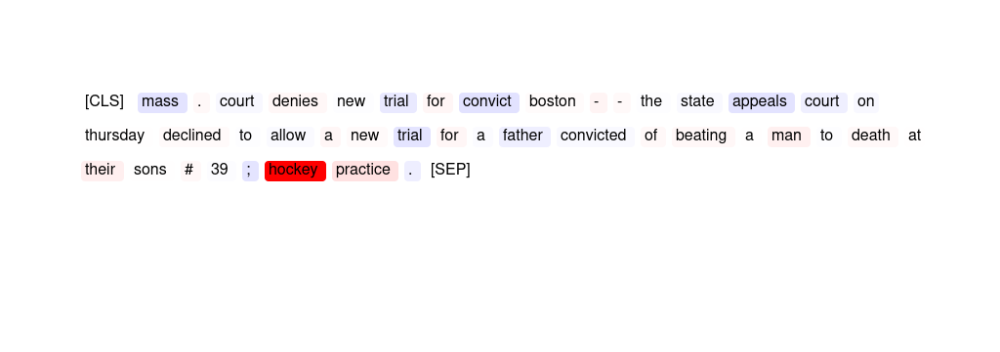 [CLS] mass . court denies new trial for convict boston - - the state appeals court on
thursday declined to allow a new trial for a father convicted of beating a man to death at
their sons # 39 ; hockey practice . [SEP]